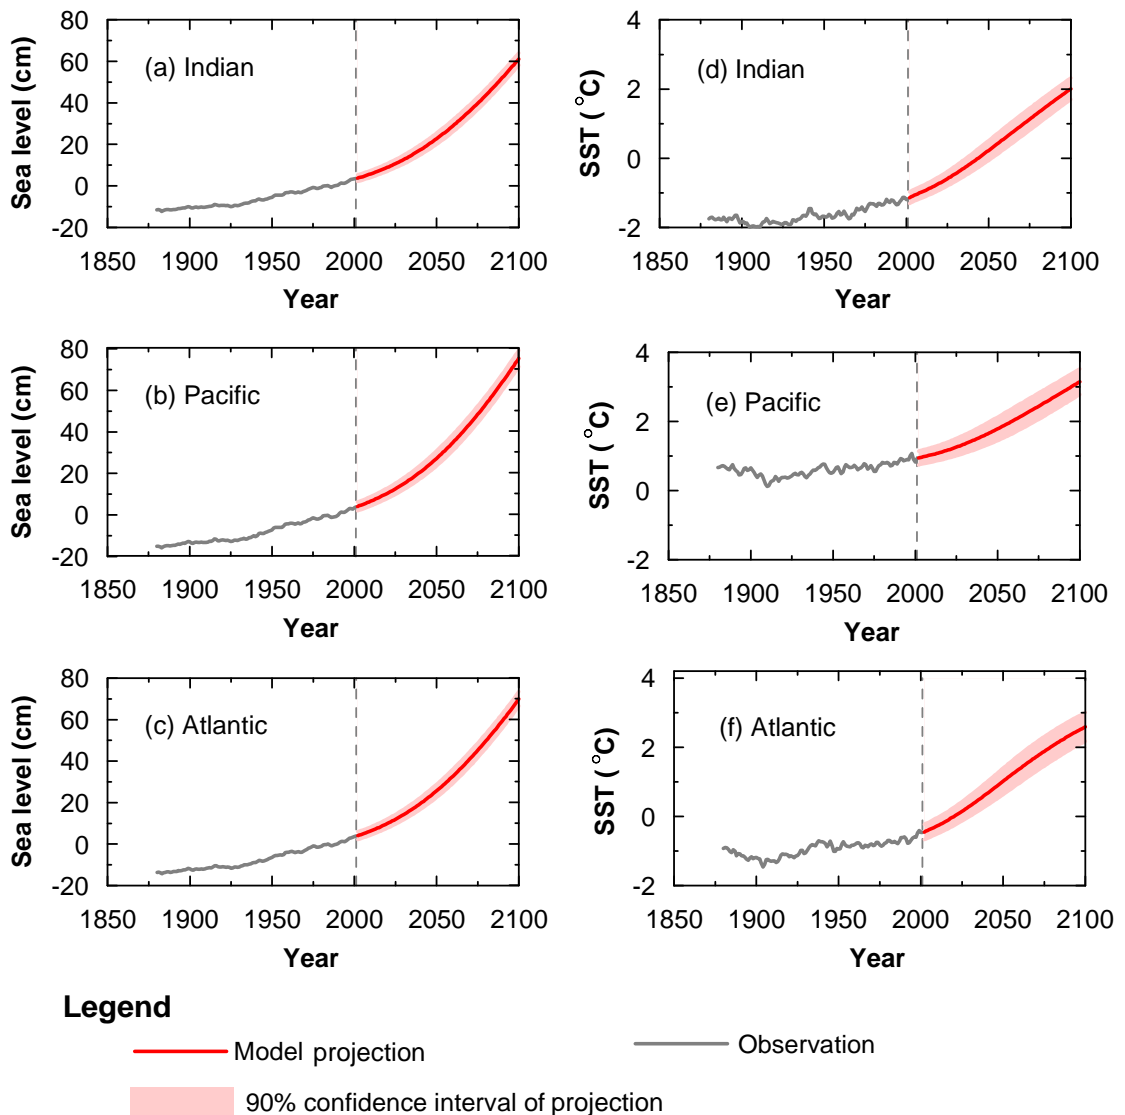 (a) Indian
Sea level (cm)
80
60
40
20
0
-20
1850 1900 1950 2000 2050 2100
Year
(d) Indian
SST ( °C)
4
2
0
-2
1850 1900 1950 2000 2050 2100
Year
(b) Pacific
Sea level (cm)
80
60
40
20
0
-20
1850 1900 1950 2000 2050 2100
Year
(e) Pacific
SST ( °C)
4
2
0
-2
1850 1900 1950 2000 2050 2100
Year
(c) Atlantic
Sea level (cm)
80
60
40
20
0
-20
1850 1900 1950 2000 2050 2100
Year
(f) Atlantic
SST ( °C)
4
2
0
-2
1850 1900 1950 2000 2050 2100
Year
Legend
Model projection
Observation
90% confidence interval of projection